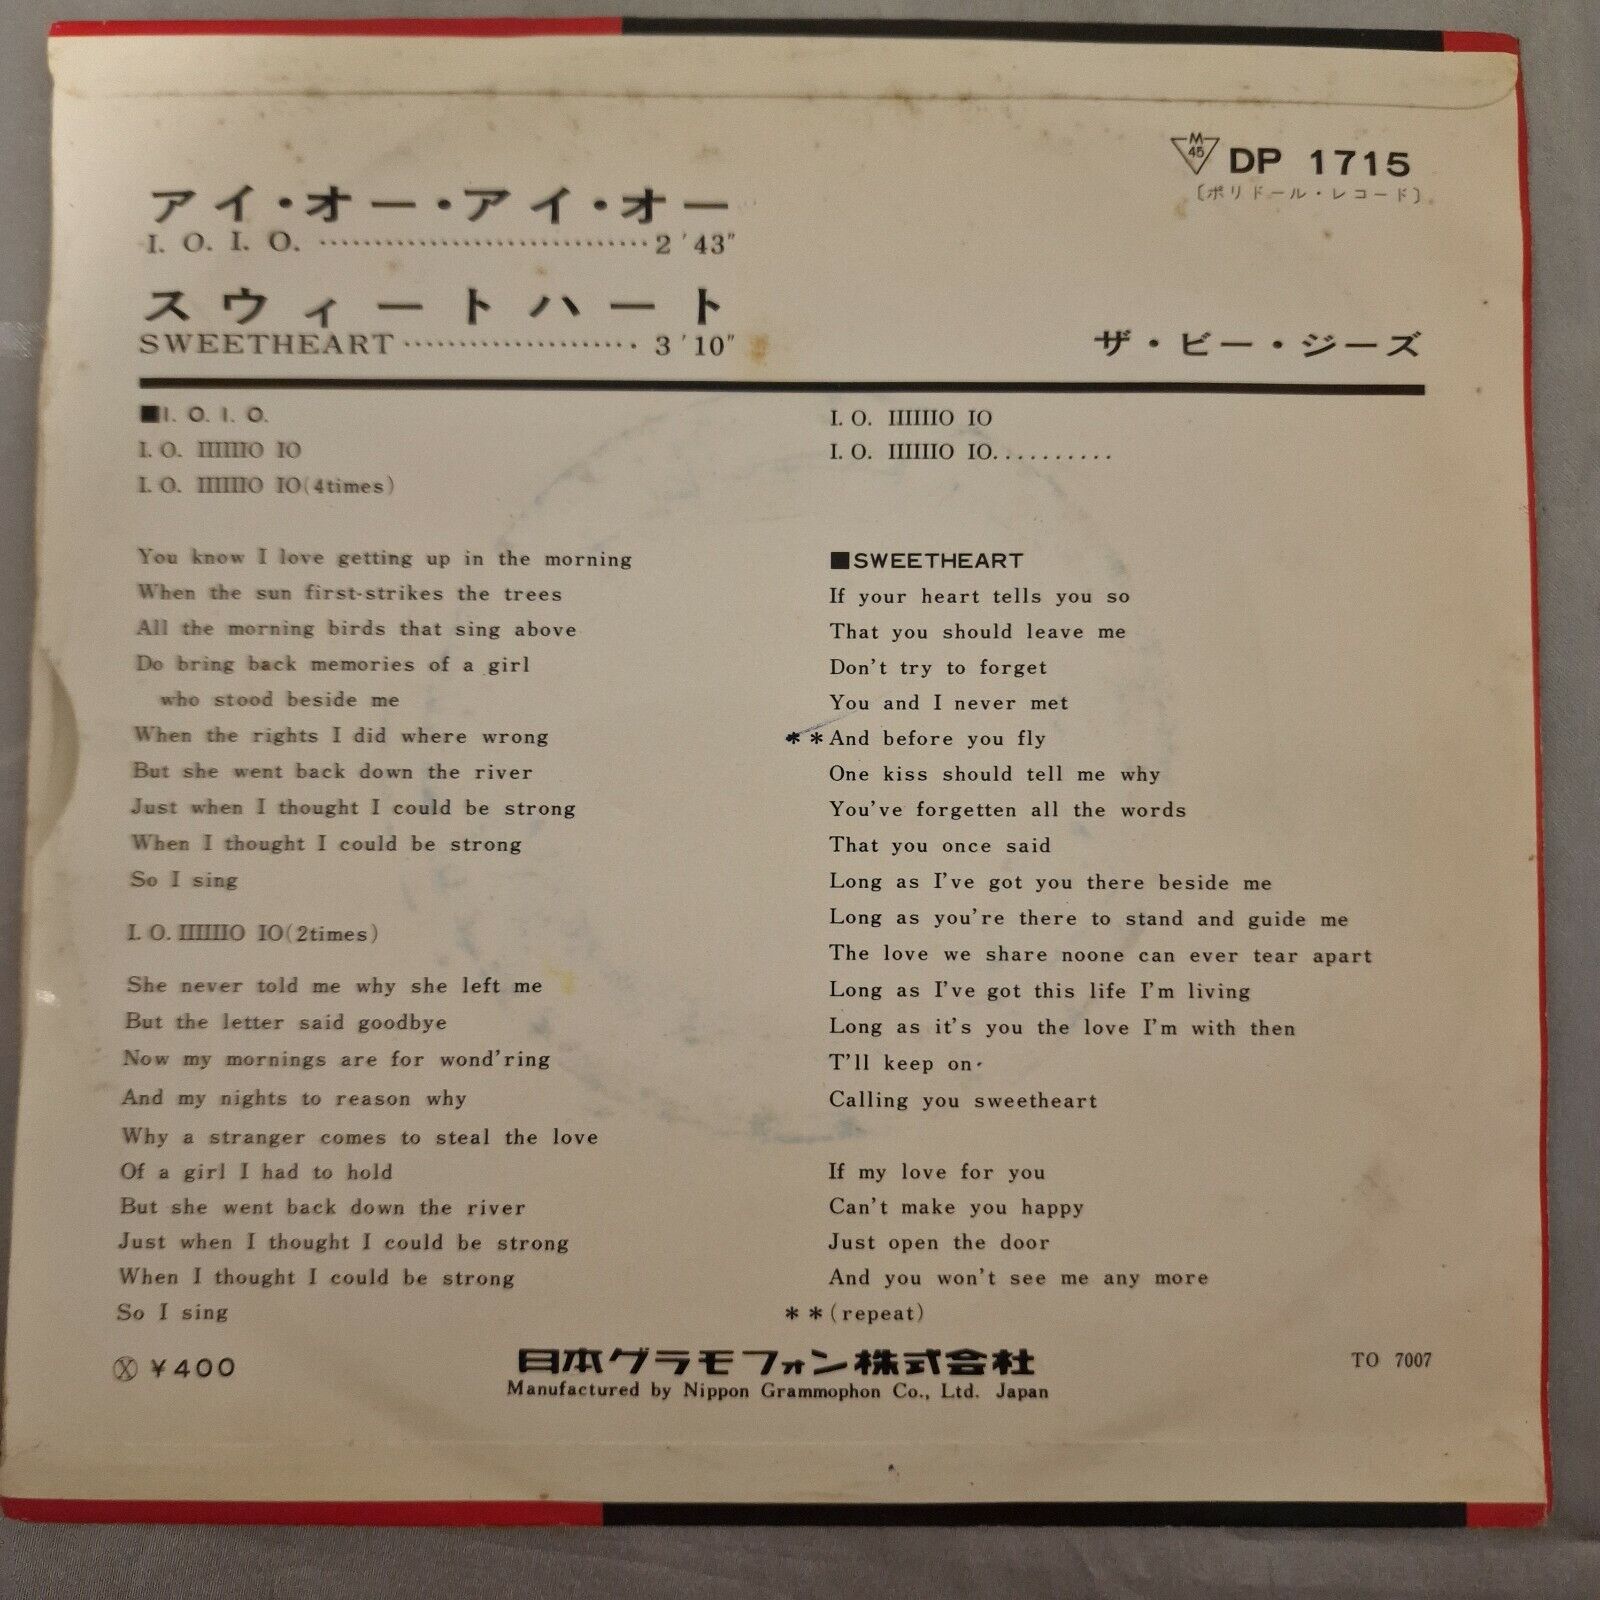 M
45
DP 1715
〔ポリドール・レコード〕
アイ・オー・アイ・オー
I. O. I. O. ······························2 ′43″
スウィートハート
SWEETHEART····················· 3 ′10″
ザ・ビー・ジーズ
■I. O. I. O.
I. O. IIIIIIO IO
I. O. IIIIIIO IO(4times)
You know I love getting up in the morning
When the sun first-strikes the trees
All the morning birds that sing above
Do bring back memories of a girl
who stood beside me
When the rights I did where wrong
But she went back down the river
Just when I thought I could be strong
When I thought I could be strong
So I sing
I. O. IIIIIIO IO(2times)
She never told me why she left me
But the letter said goodbye
Now my mornings are for wond'ring
And my nights to reason why
Why a stranger comes to steal the love
Of a girl I had to hold
But she went back down the river
Just when I thought I could be strong
When I thought I could be strong
So I sing
I. O. IIIIIIO IO
I. O. IIIIIIO IO..........
■SWEETHEART
If your heart tells you so
That you should leave me
Don't try to forget
You and I never met
＊＊And before you fly
One kiss should tell me why
You've forgetten all the words
That you once said
Long as I've got you there beside me
Long as you're there to stand and guide me
The love we share noone can ever tear apart
Long as I've got this life I'm living
Long as it's you the love I'm with then
T'll keep on·
Calling you sweetheart
If my love for you
Can't make you happy
Just open the door
And you won't see me any more
＊＊(repeat)
Ⓧ ¥400
日本グラモフォン株式会社
Manufactured by Nippon Grammophon Co., Ltd. Japan
TO 7007